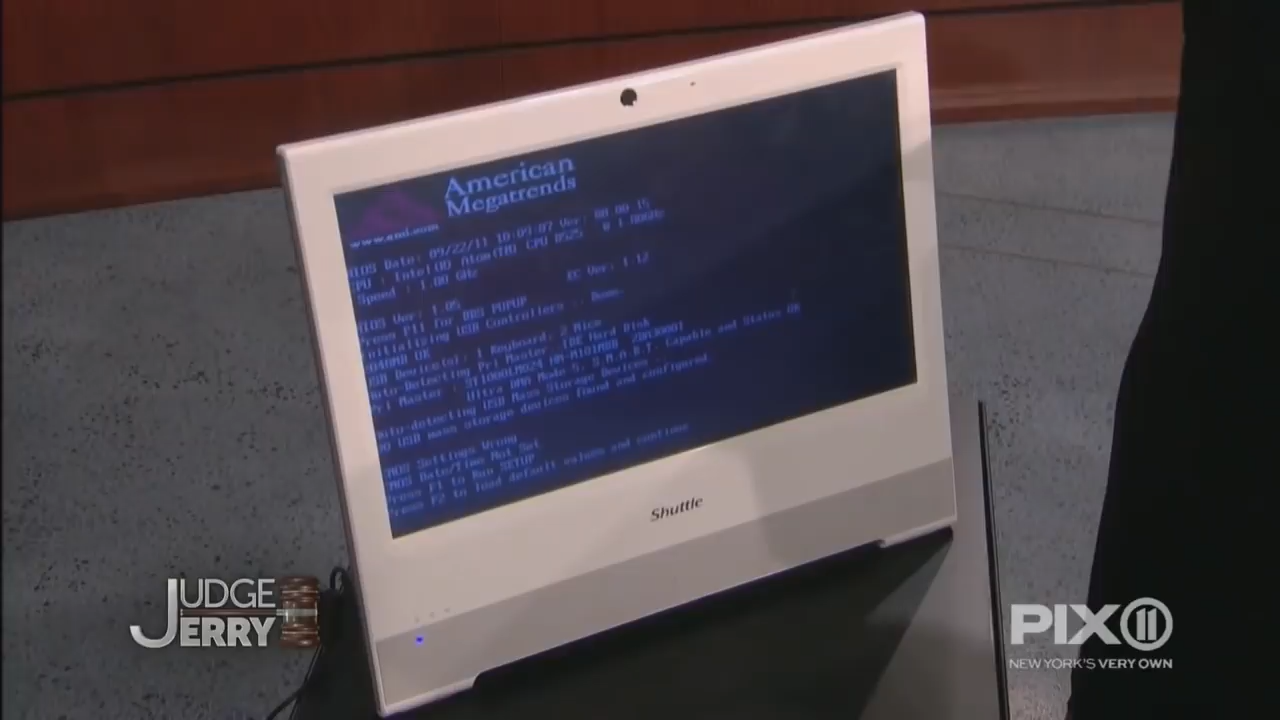 American
Megatrends
www.ami.com
BIOS Date: 09/22/11 10:09:07 Ver: 08.00.15
CPU : Intel(R) Atom(TM) CPU D525 @ 1.80GHz
Speed : 1.80 GHz
BIOS Ver: 1.05 EC Ver: 1.12
Press F11 for BBS POPUP
Initializing USB Controllers .. Done.
2048MB OK
USB Device(s): 1 Keyboard, 2 Mice
Auto-Detecting Pri Master..IDE Hard Disk
Pri Master :
Ultra DMA Mode 5, S.M.A.R.T. Capable and Status OK
Auto-detecting USB Mass Storage Devices ..
00 USB mass storage devices found and configured.
CMOS Settings Wrong
CMOS Date/Time Not Set
Press F1 to Run SETUP
Press F2 to load default values and continue
Shuttle
JUDGE
JERRY
PIX 11
NEW YORK'S VERY OWN